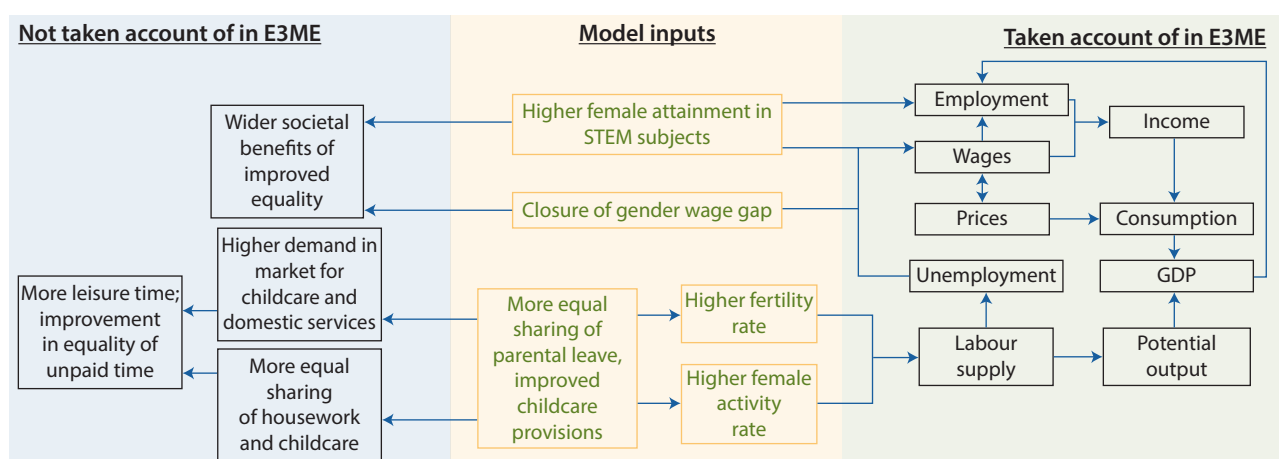 Not taken account of in E3ME
Wider societal
benefits of
improved
equality
Higher demand in
market for
childcare and
domestic services
More leisure time;
improvement
in equality of
unpaid time
More equal
sharing
of housework
and childcare
Model inputs
Higher female attainment in
STEM subjects
Closure of gender wage gap
More equal
sharing of
parental leave,
improved
childcare
provisions
Higher fertility
rate
Higher female
activity
rate
Taken account of in E3ME
Employment
Income
Wages
Prices
Consumption
Unemployment
GDP
Labour
supply
Potential
output